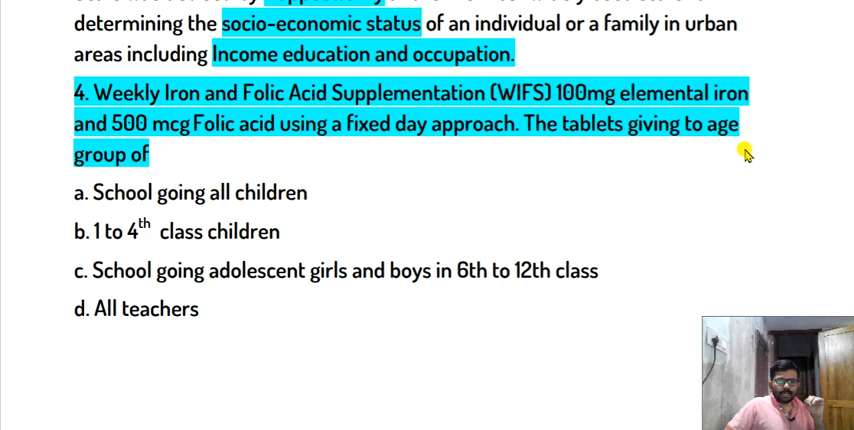 determining the socio-economic status of an individual or a family in urban
areas including Income education and occupation.
4. Weekly Iron and Folic Acid Supplementation (WIFS) 100mg elemental iron
and 500 mcg Folic acid using a fixed day approach. The tablets giving to age
group of
a. School going all children
b. 1 to 4th class children
c. School going adolescent girls and boys in 6th to 12th class
d. All teachers